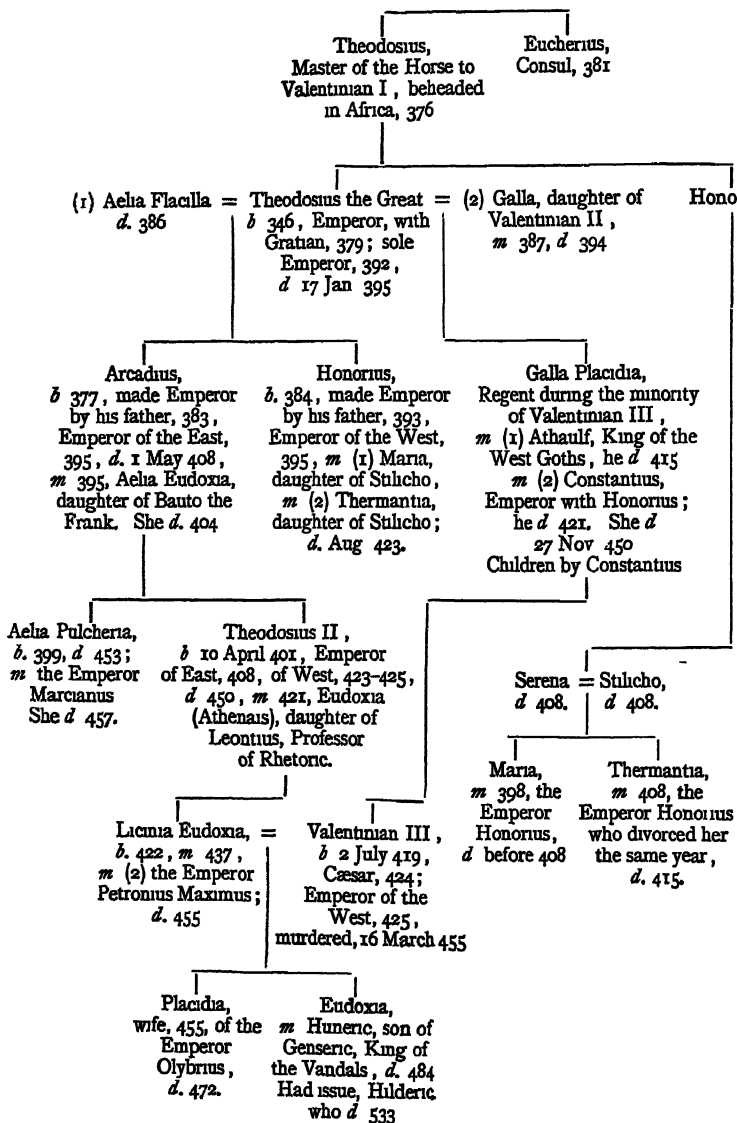 Theodosius,
Master of the Horse to
Valentinian I, beheaded
in Africa, 376
Eucherius,
Consul, 381
(1) Aelia Flacilla =
d. 386
Theodosius the Great =
b 346, Emperor, with
Gratian, 379; sole
Emperor, 392,
d 17 Jan 395
(2) Galla, daughter of
Valentinian II,
m 387, d 394
Hono
Arcadius,
b 377, made Emperor
by his father, 383,
Emperor of the East,
395, d. 1 May 408,
m 395, Aelia Eudoxia,
daughter of Bauto the
Frank. She d. 404
Honorius,
b. 384, made Emperor
by his father, 393,
Emperor of the West,
395, m (1) Maria,
daughter of Stilicho,
m (2) Thermantia,
daughter of Stilicho;
d. Aug 423.
Galla Placidia,
Regent during the minority
of Valentinian III,
m (1) Athaulf, King of the
West Goths, he d 415
m (2) Constantius,
Emperor with Honorius;
he d 421. She d
27 Nov 450
Children by Constantius
Aelia Pulcheria,
b. 399, d 453;
m the Emperor
Marcianus
She d 457.
Theodosius II,
b 10 April 401, Emperor
of East, 408, of West, 423-425,
d 450, m 421, Eudoxia
(Athenais), daughter of
Leontius, Professor
of Rhetoric.
Serena = Stilicho,
d 408. d 408.
Maria,
m 398, the
Emperor
Honorius,
d before 408
Thermantia,
m 408, the
Emperor Honorius
who divorced her
the same year,
d. 415.
Licinia Eudoxia, =
b. 422, m 437,
m (2) the Emperor
Petronius Maximus;
d. 455
Valentinian III,
b 2 July 419,
Cæsar, 424;
Emperor of the
West, 425,
murdered, 16 March 455
Placidia,
wife, 455, of the
Emperor
Olybrius,
d. 472.
Eudoxia,
m Huneric, son of
Genseric, King of
the Vandals, d. 484
Had issue, Hilderic
who d 533